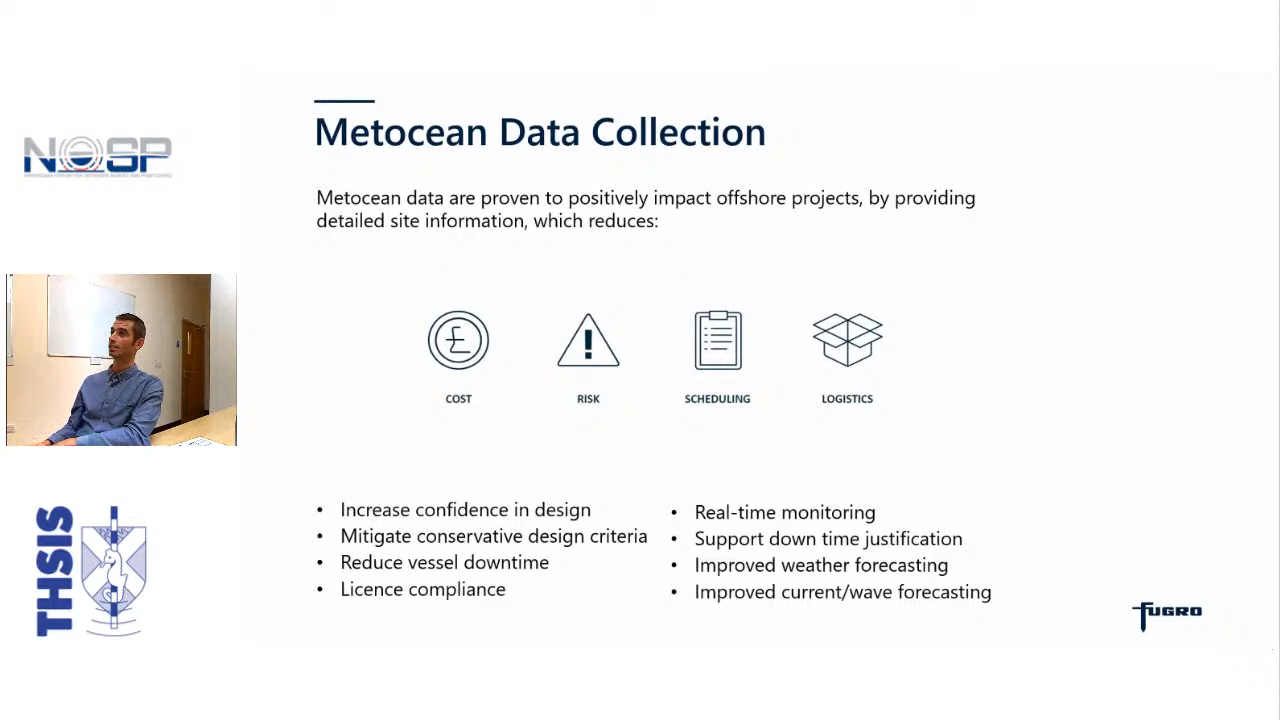 Metocean Data Collection
NOSP
Metocean data are proven to positively impact offshore projects, by providing
detailed site information, which reduces:
COST
RISK
SCHEDULING
LOGISTICS
• Increase confidence in design
• Mitigate conservative design criteria
• Reduce vessel downtime
• Licence compliance
• Real-time monitoring
• Support down time justification
• Improved weather forecasting
• Improved current/wave forecasting
THSIS
FUGRO